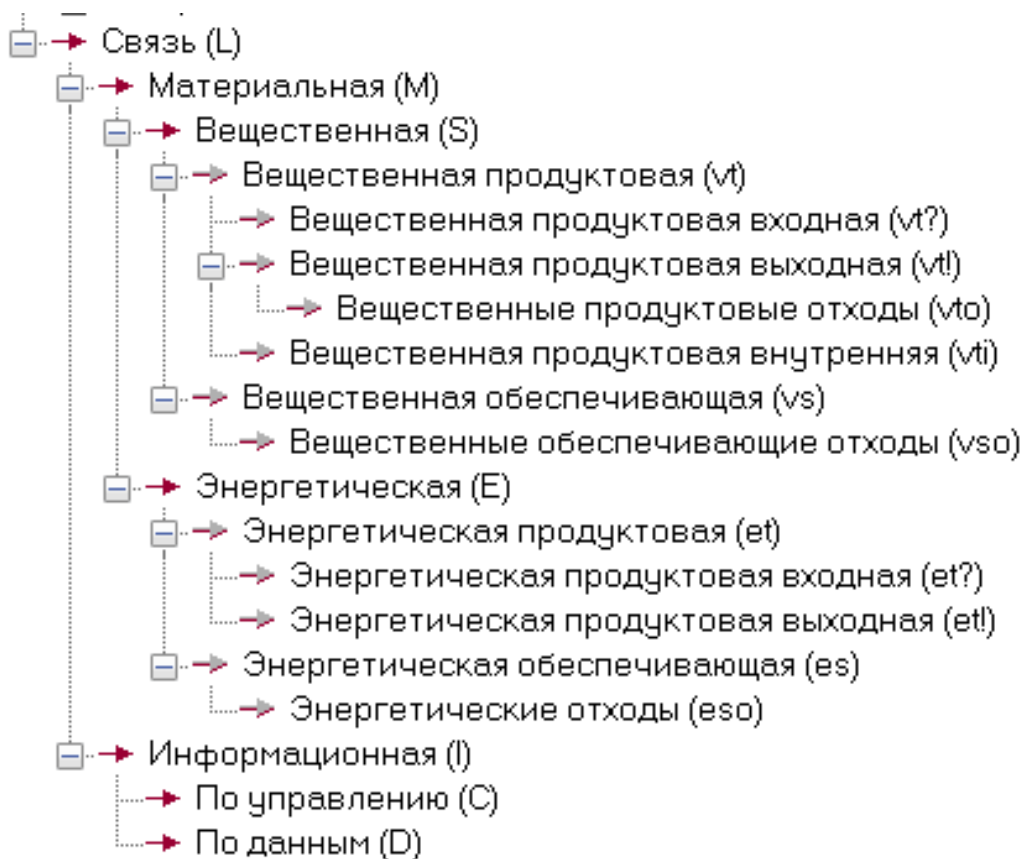 Связь (L)
Материальная (M)
Вещественная (S)
Вещественная продуктовая (vt)
Вещественная продуктовая входная (vt?)
Вещественная продуктовая выходная (vt!)
Вещественные продуктовые отходы (vto)
Вещественная продуктовая внутренняя (vti)
Вещественная обеспечивающая (vs)
Вещественные обеспечивающие отходы (vso)
Энергетическая (E)
Энергетическая продуктовая (et)
Энергетическая продуктовая входная (et?)
Энергетическая продуктовая выходная (et!)
Энергетическая обеспечивающая (es)
Энергетические отходы (eso)
Информационная (I)
По управлению (C)
По данным (D)